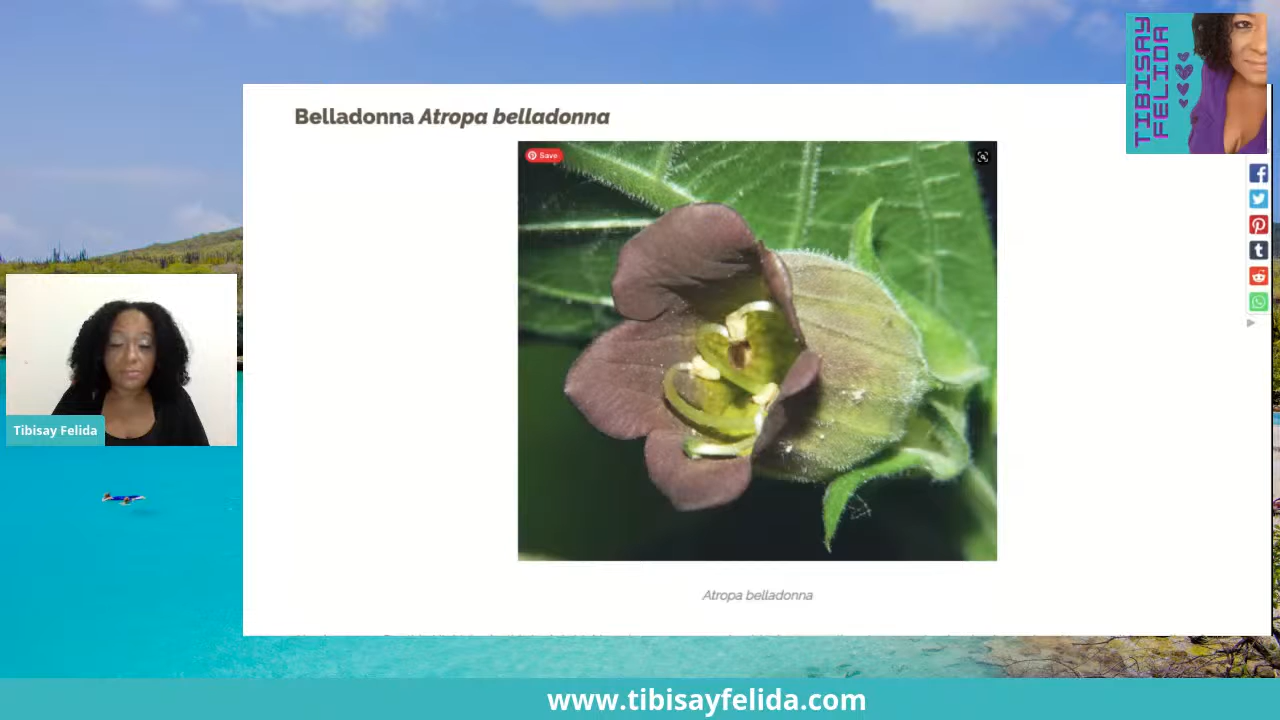 Belladonna Atropa belladonna
TIBISAY
FELIDA
Save
Tibisay Felida
Atropa belladonna
www.tibisayfelida.com